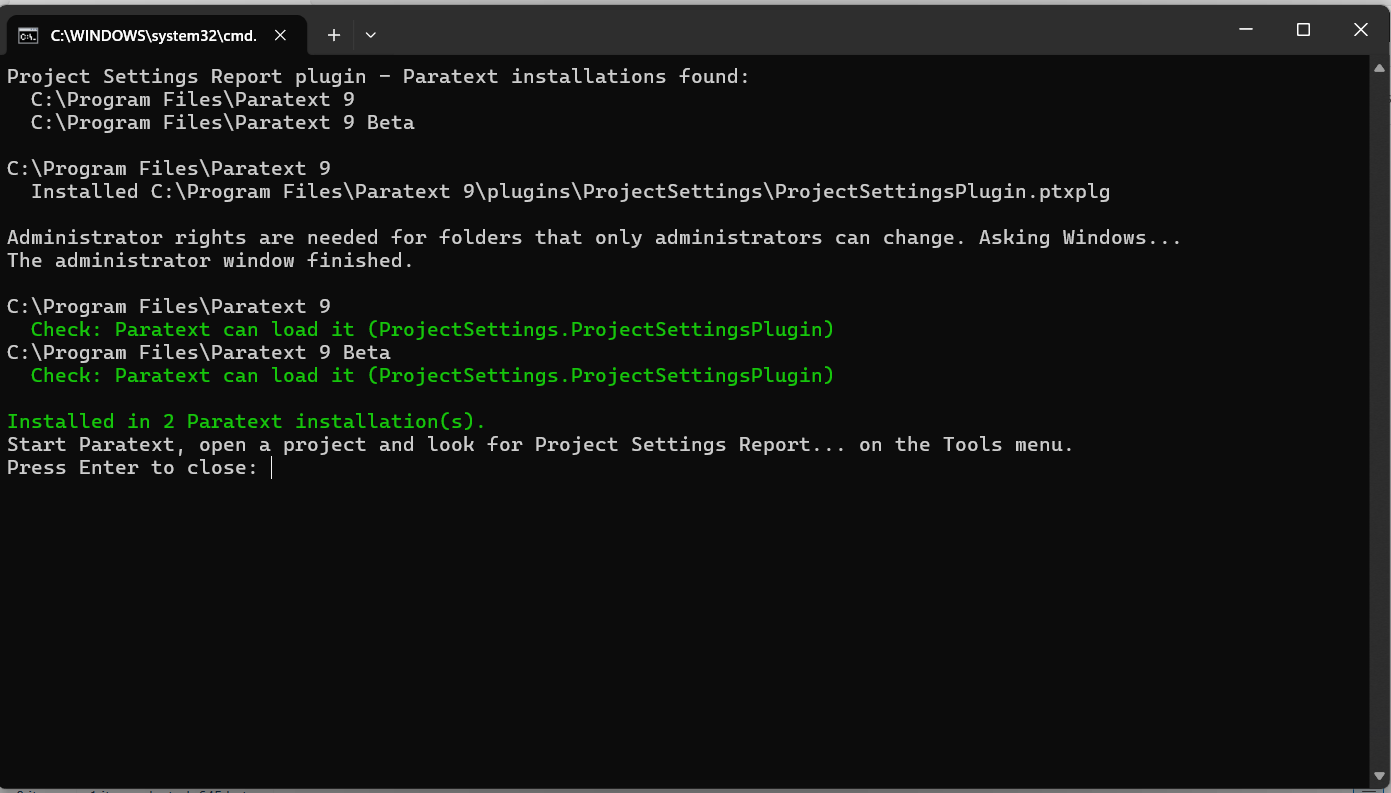 C:\WINDOWS\system32\cmd.
Project Settings Report plugin - Paratext installations found:
  C:\Program Files\Paratext 9
  C:\Program Files\Paratext 9 Beta

C:\Program Files\Paratext 9
  Installed C:\Program Files\Paratext 9\plugins\ProjectSettings\ProjectSettingsPlugin.ptxplg

Administrator rights are needed for folders that only administrators can change. Asking Windows...
The administrator window finished.

C:\Program Files\Paratext 9
  Check: Paratext can load it (ProjectSettings.ProjectSettingsPlugin)
C:\Program Files\Paratext 9 Beta
  Check: Paratext can load it (ProjectSettings.ProjectSettingsPlugin)

Installed in 2 Paratext installation(s).
Start Paratext, open a project and look for Project Settings Report... on the Tools menu.
Press Enter to close: